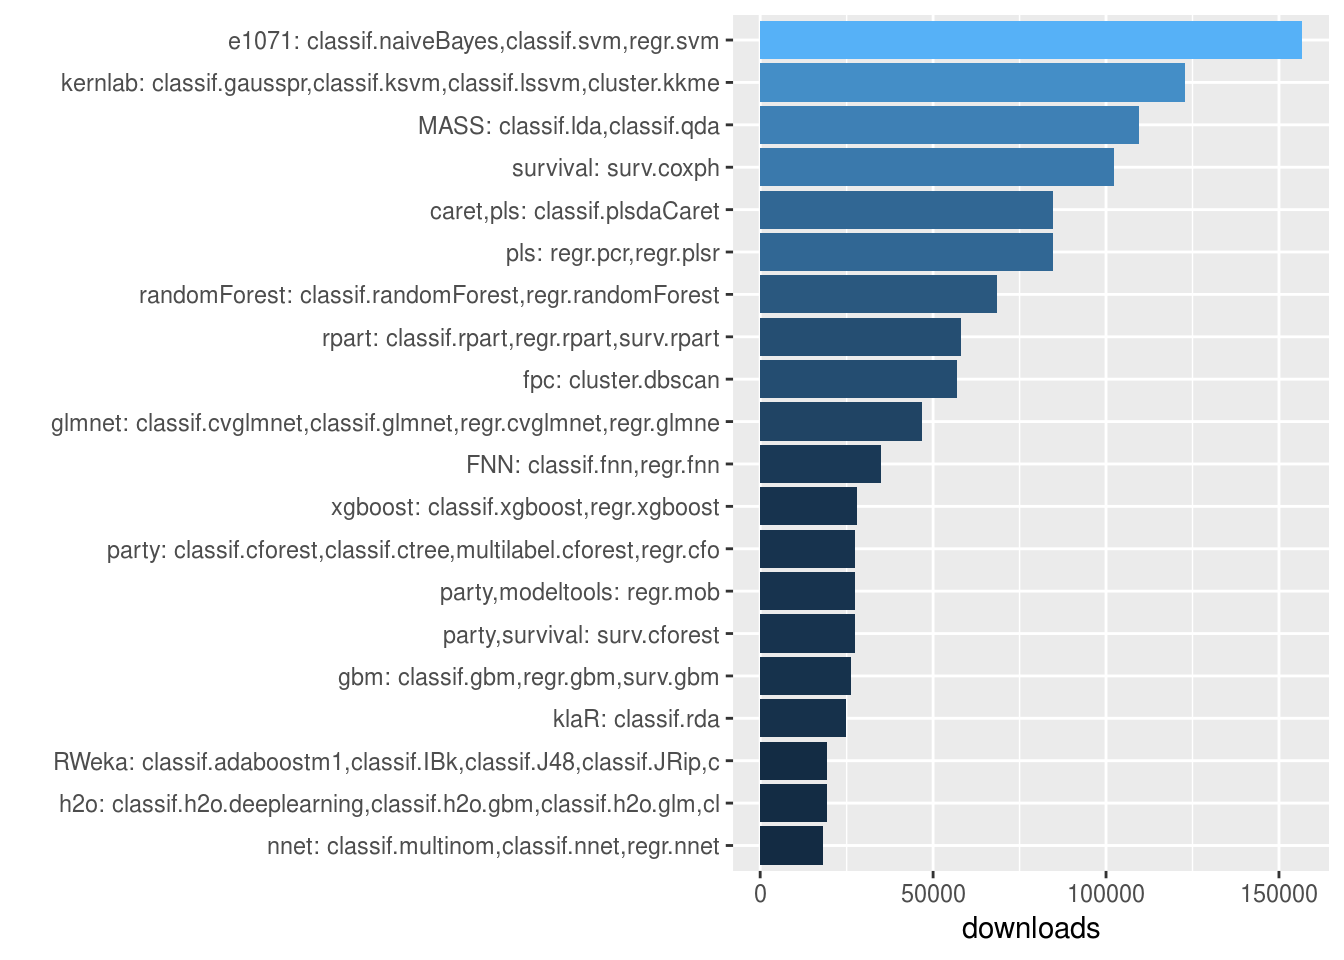 e1071: classif.naiveBayes,classif.svm,regr.svm
kernlab: classif.gausspr,classif.ksvm,classif.lssvm,cluster.kkme
MASS: classif.lda,classif.qda
survival: surv.coxph
caret,pls: classif.plsdaCaret
pls: regr.pcr,regr.plsr
randomForest: classif.randomForest,regr.randomForest
rpart: classif.rpart,regr.rpart,surv.rpart
fpc: cluster.dbscan
glmnet: classif.cvglmnet,classif.glmnet,regr.cvglmnet,regr.glmne
FNN: classif.fnn,regr.fnn
xgboost: classif.xgboost,regr.xgboost
party: classif.cforest,classif.ctree,multilabel.cforest,regr.cfo
party,modeltools: regr.mob
party,survival: surv.cforest
gbm: classif.gbm,regr.gbm,surv.gbm
klaR: classif.rda
RWeka: classif.adaboostm1,classif.IBk,classif.J48,classif.JRip,c
h2o: classif.h2o.deeplearning,classif.h2o.gbm,classif.h2o.glm,cl
nnet: classif.multinom,classif.nnet,regr.nnet
0 50000 100000 150000
downloads